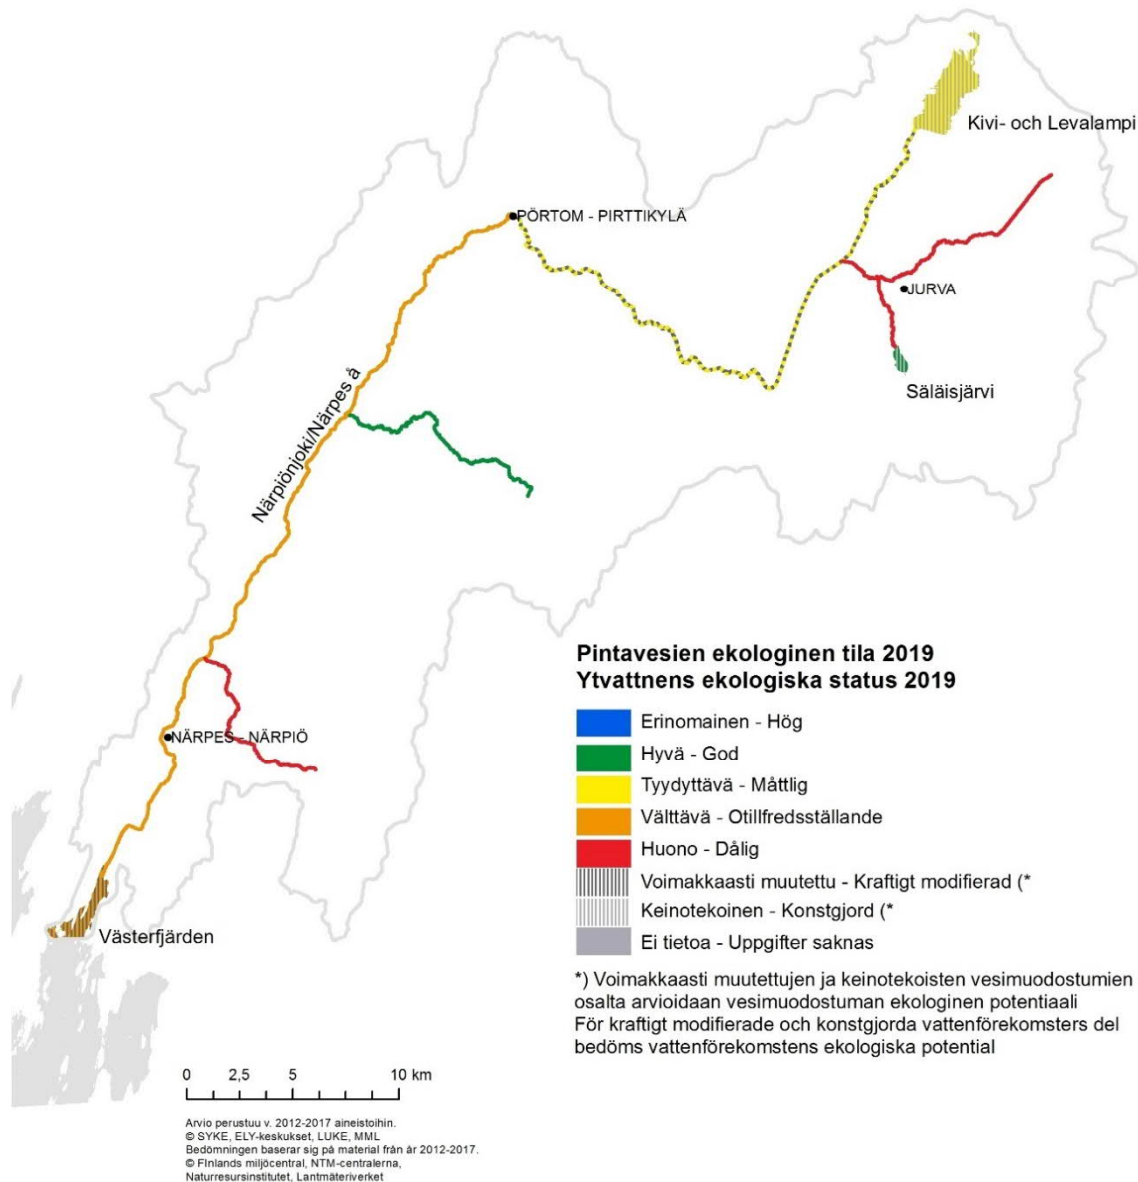 Kivi- och Levalampi
PÖRTOM - PIRTTIKYLÄ
JURVA
Säläisjärvi
Närpiönjoki/Närpes å
NÄRPES - NÄRPIÖ
Västerfjärden
Pintavesien ekologinen tila 2019
Ytvattnens ekologiska status 2019
Erinomainen - Hög
Hyvä - God
Tyydyttävä - Måttlig
Välttävä - Otillfredsställande
Huono - Dålig
Voimakkaasti muutettu - Kraftigt modifierad (*
Keinotekoinen - Konstgjord (*
Ei tietoa - Uppgifter saknas
*) Voimakkaasti muutettujen ja keinotekoisten vesimuodostumien
osalta arvioidaan vesimuodostuman ekologinen potentiaali
För kraftigt modifierade och konstgjorda vattenförekomsters del
bedöms vattenförekomstens ekologiska potential
0 2,5 5 10 km
Arvio perustuu v. 2012-2017 aineistoihin.
© SYKE, ELY-keskukset, LUKE, MML
Bedömningen baserar sig på material från år 2012-2017.
© FInlands miljöcentral, NTM-centralerna,
Naturresursinstitutet, Lantmäteriverket